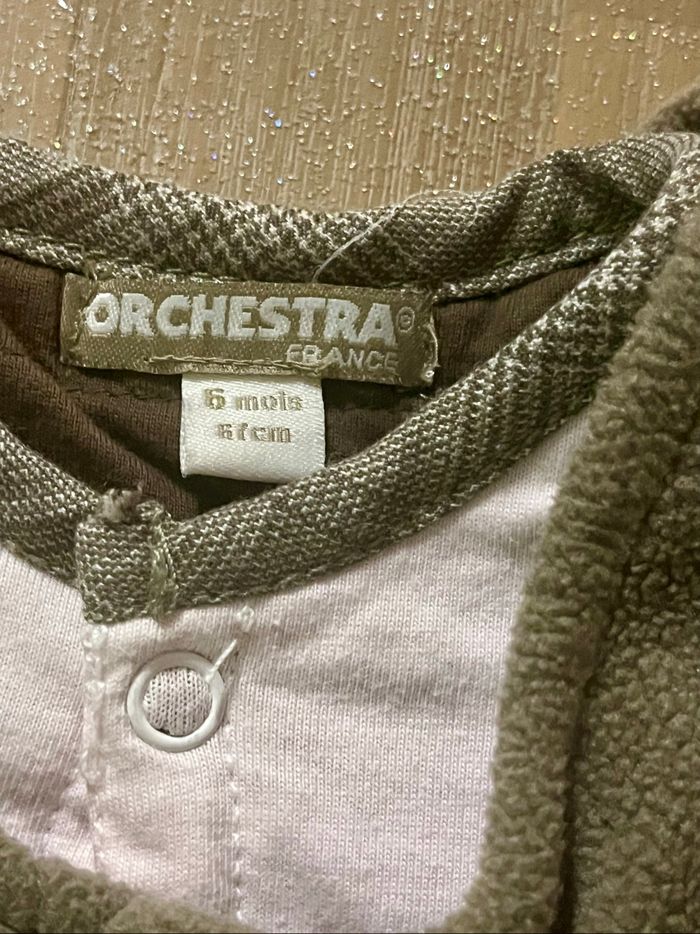 ORCHESTRA©
FRANCE
6 mois
67cm